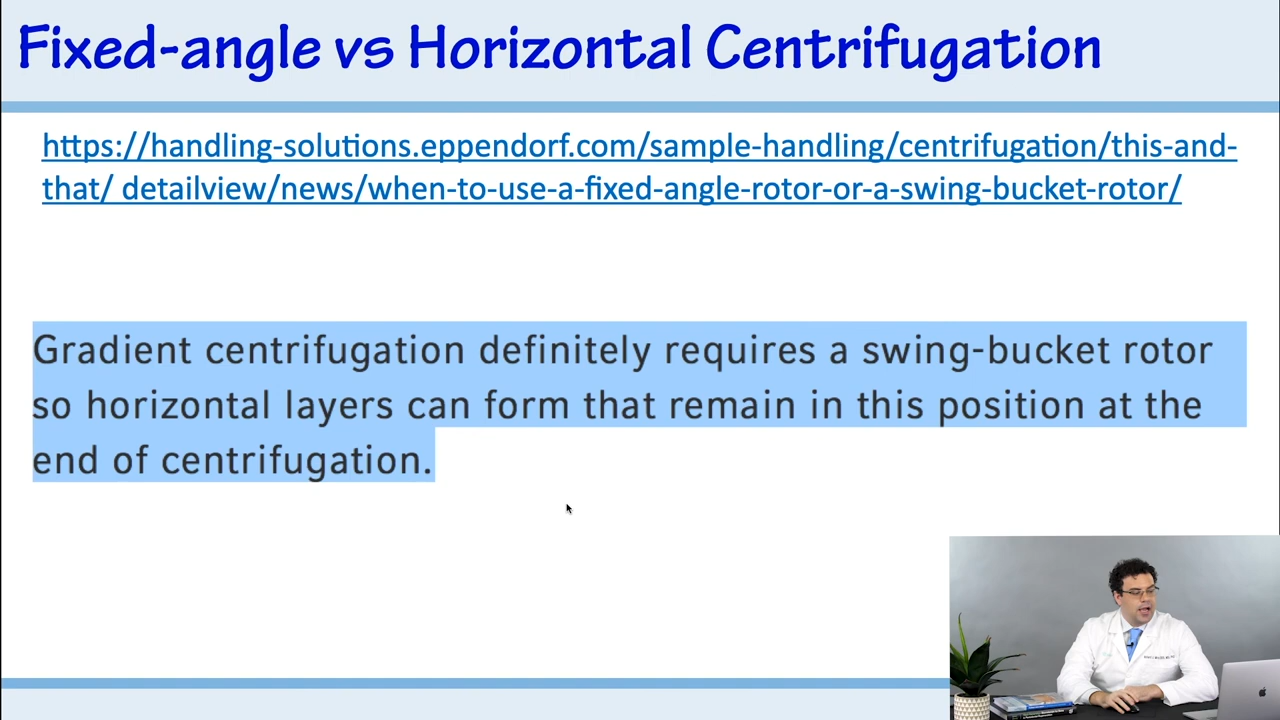 Fixed-angle vs Horizontal Centrifugation
https://handling-solutions.eppendorf.com/sample-handling/centrifugation/this-and-
that/ detailview/news/when-to-use-a-fixed-angle-rotor-or-a-swing-bucket-rotor/
Gradient centrifugation definitely requires a swing-bucket rotor
so horizontal layers can form that remain in this position at the
end of centrifugation.